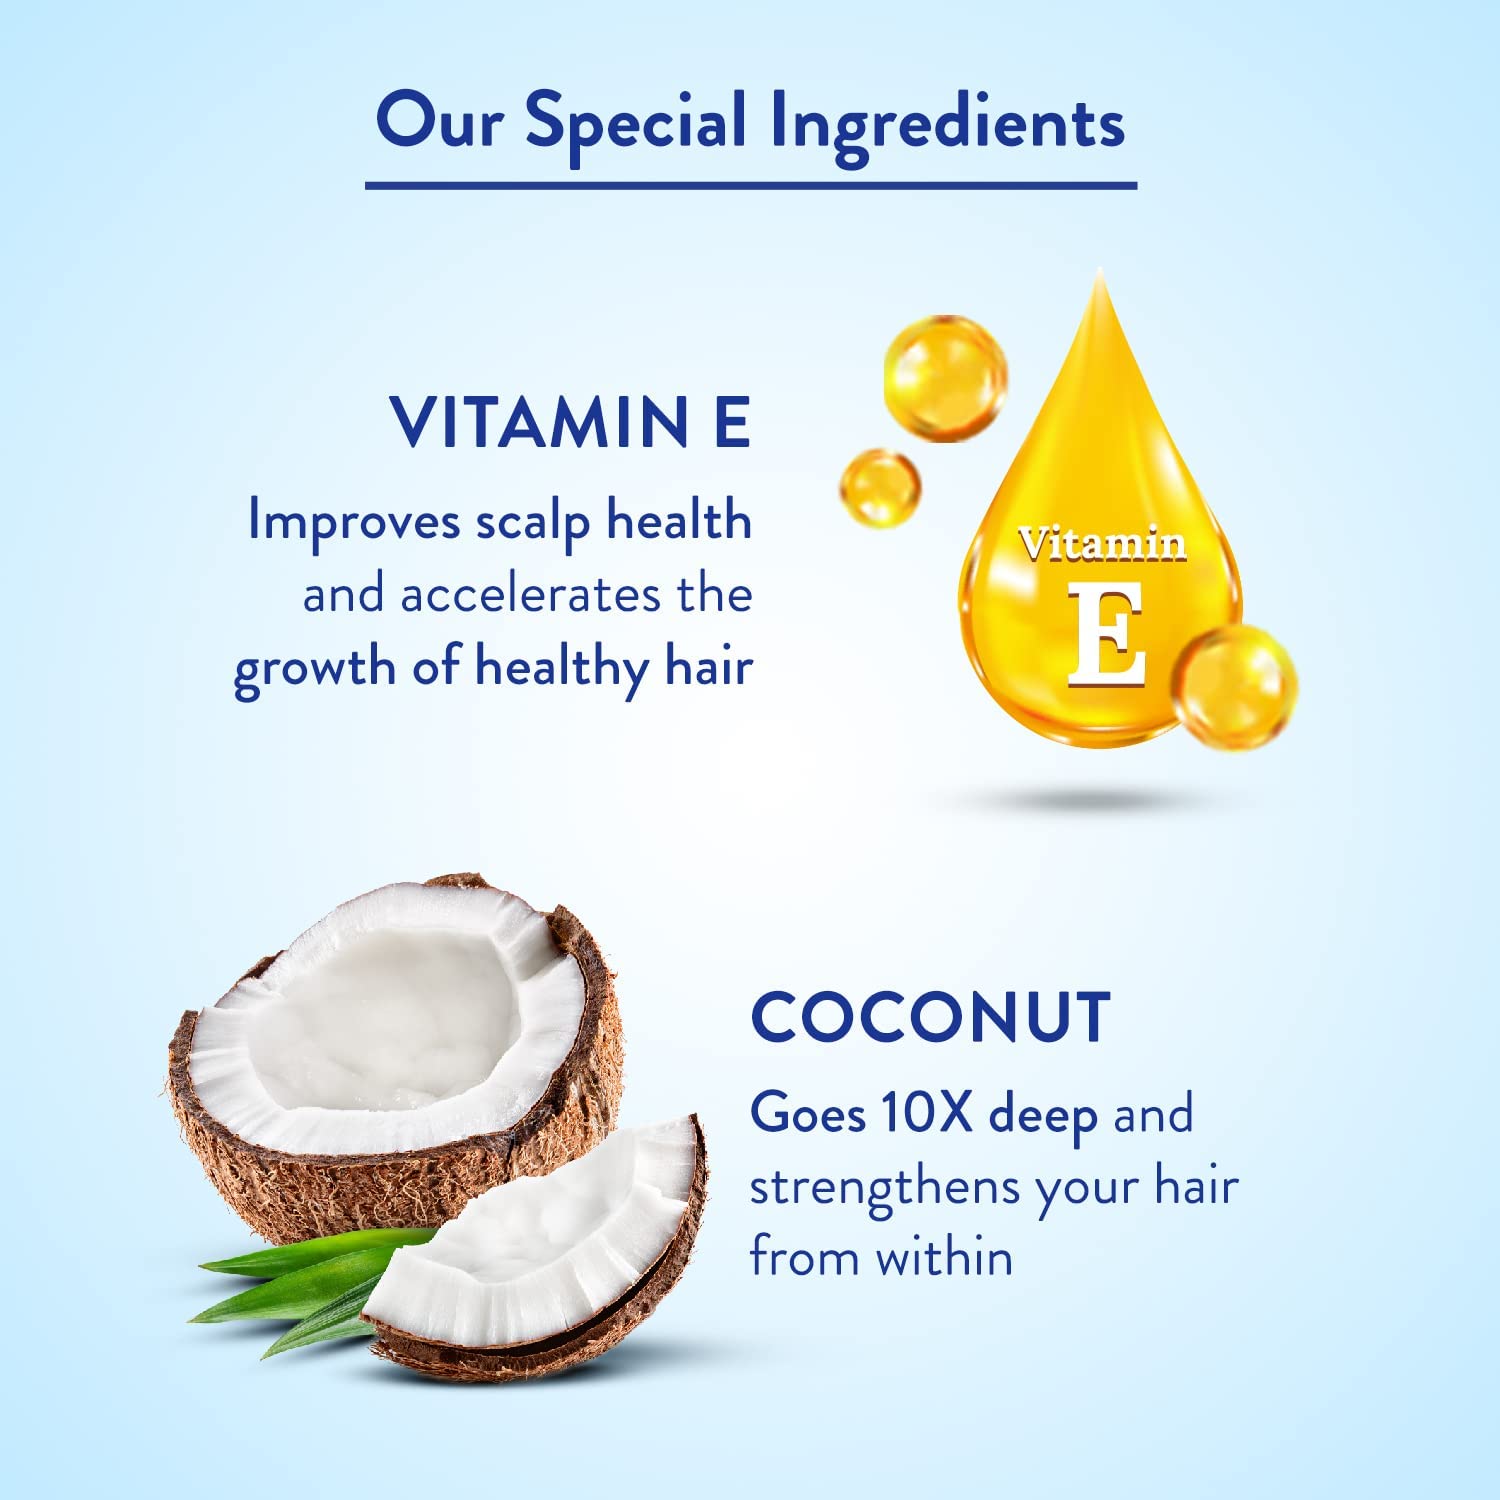 Our Special Ingredients
VITAMIN E
Improves scalp health
and accelerates the
growth of healthy hair
Vitamin
E
COCONUT
Goes 10X deep and
strengthens your hair
from within